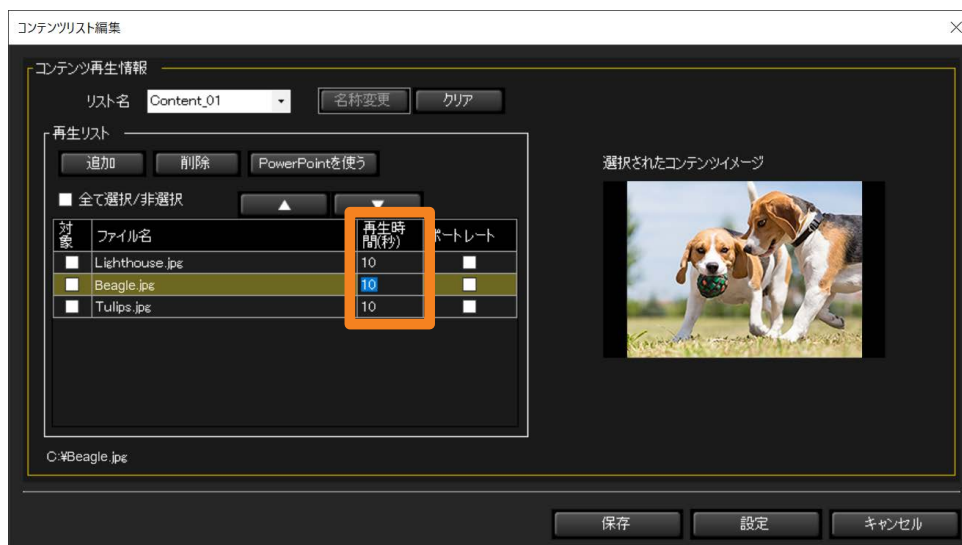 コンテンツリスト編集
コンテンツ再生情報
リスト名 Content_01 名称変更 クリア
再生リスト
追加 削除 PowerPointを使う
選択されたコンテンツイメージ
全て選択/非選択 ▲ ▼
対象 ファイル名 再生時間(秒) ポートレート
Lighthouse.jpg 10
Beagle.jpg 10
Tulips.jpg 10
C:¥Beagle.jpg
保存 設定 キャンセル